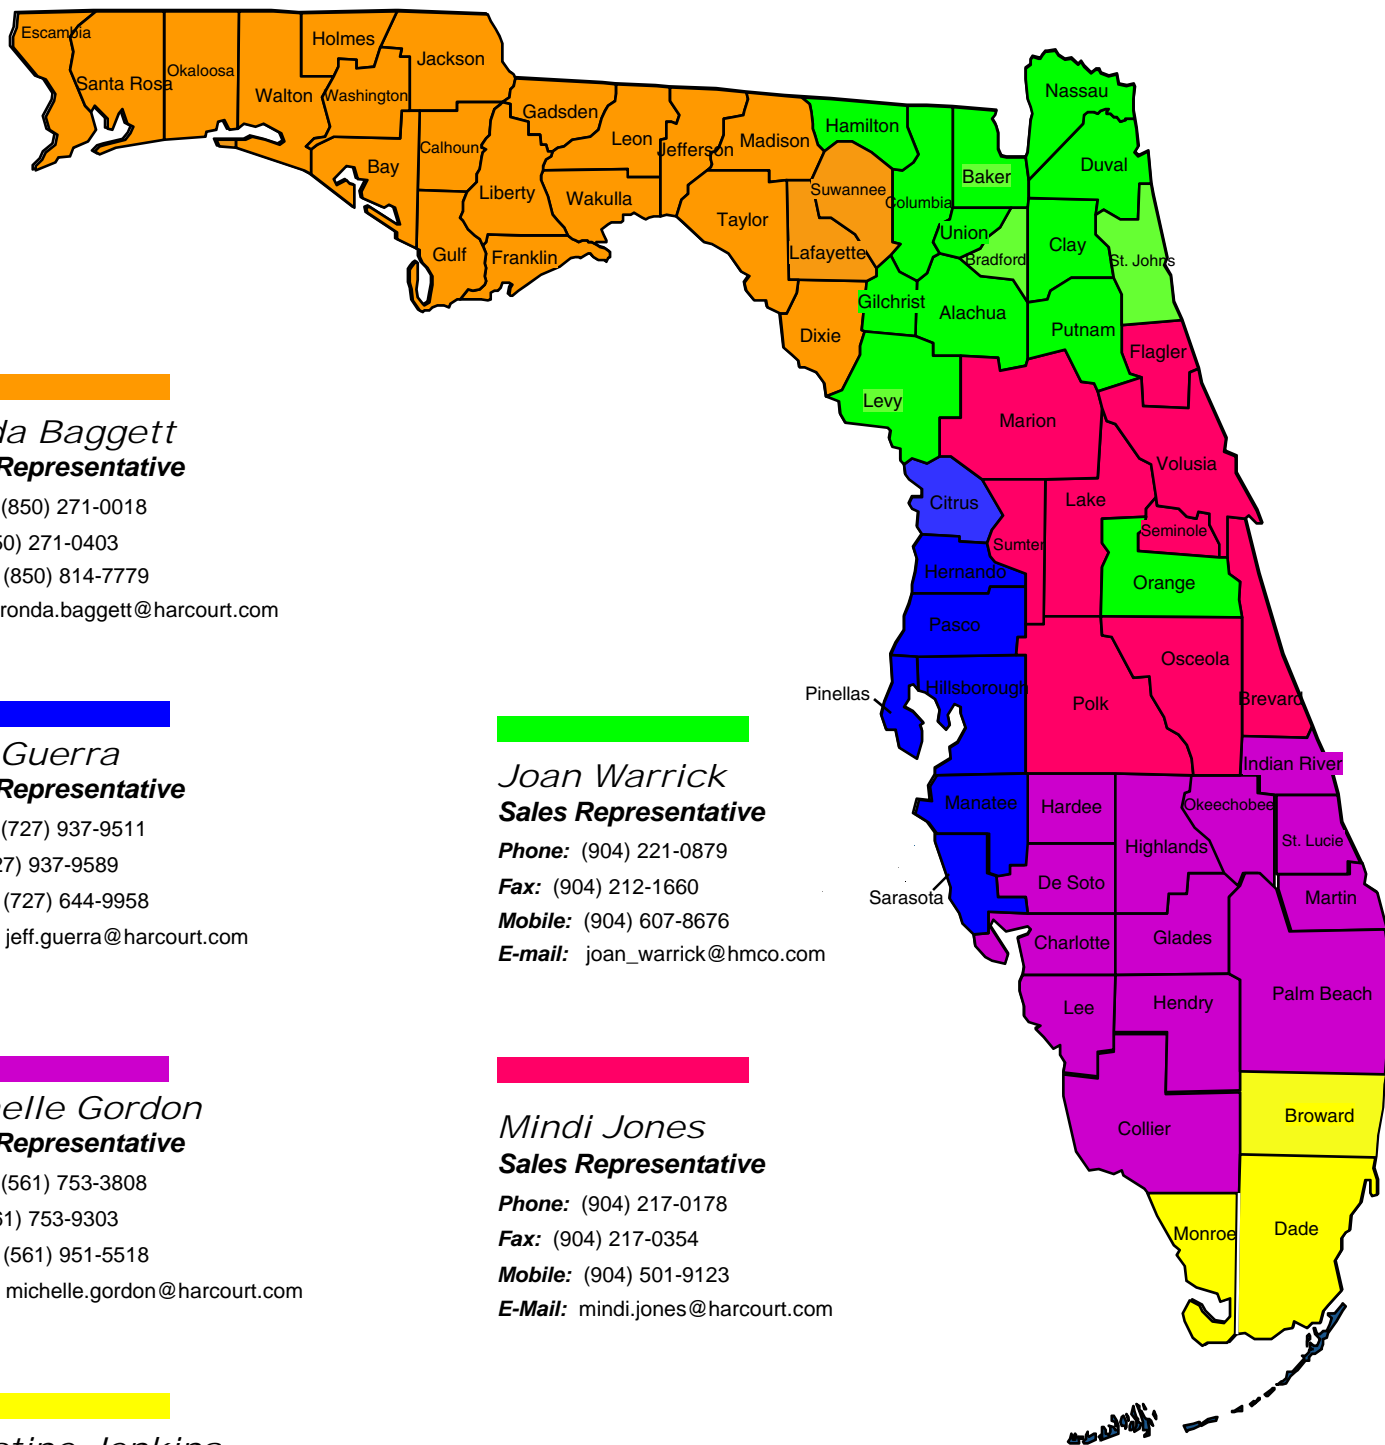 Escambia
Santa Rosa
Okaloosa
Walton
Holmes
Washington
Jackson
Bay
Calhoun
Gulf
Liberty
Gadsden
Franklin
Leon
Wakulla
Jefferson
Madison
Taylor
Hamilton
Suwannee
Lafayette
Dixie
Columbia
Baker
Nassau
Duval
Union
Bradford
Clay
St. Johns
Gilchrist
Alachua
Putnam
Flagler
Levy
Marion
Volusia
Citrus
Lake
Sumter
Seminole
Hernando
Orange
Pasco
Pinellas
Hillsborough
Polk
Osceola
Brevard
Indian River
Manatee
Hardee
Okeechobee
Highlands
St. Lucie
Sarasota
De Soto
Martin
Charlotte
Glades
Lee
Hendry
Palm Beach
Collier
Broward
Monroe
Dade
da Baggett
Representative
(850) 271-0018
50) 271-0403
(850) 814-7779
ronda.baggett@harcourt.com
Guerra
Representative
(727) 937-9511
27) 937-9589
(727) 644-9958
jeff.guerra@harcourt.com
elle Gordon
Representative
(561) 753-3808
61) 753-9303
(561) 951-5518
michelle.gordon@harcourt.com
stine Jenkins
Joan Warrick
Sales Representative
Phone: (904) 221-0879
Fax: (904) 212-1660
Mobile: (904) 607-8676
E-mail: joan_warrick@hmco.com
Mindi Jones
Sales Representative
Phone: (904) 217-0178
Fax: (904) 217-0354
Mobile: (904) 501-9123
E-Mail: mindi.jones@harcourt.com